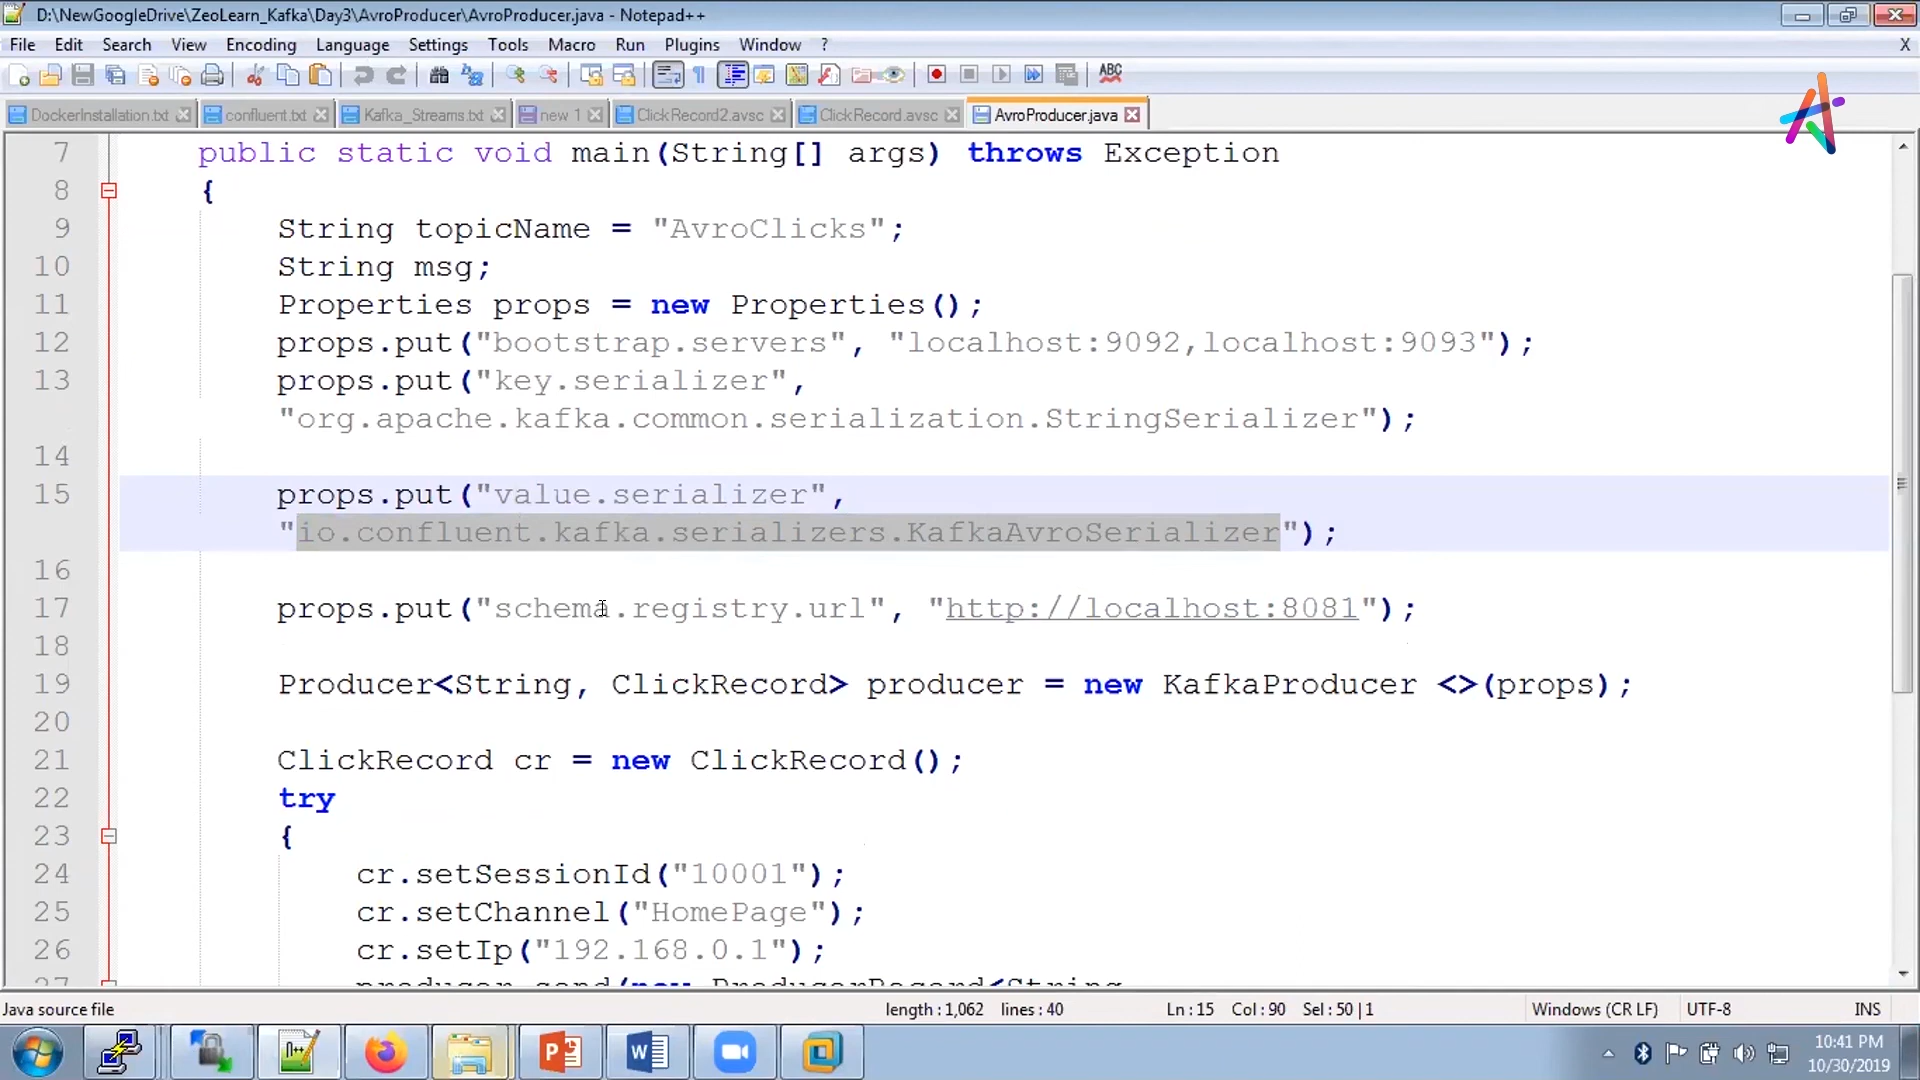 D:\NewGoogleDrive\ZeoLearn_Kafka\Day3\AvroProducer\AvroProducer.java - Notepad++
File Edit Search View Encoding Language Settings Tools Macro Run Plugins Window ? X
ABC
DockerInstallation.txt confluent.txt Kafka_Streams.txt new 1 ClickRecord2.avsc ClickRecord.avsc AvroProducer.java
7 public static void main(String[] args) throws Exception
8 {
9 String topicName = "AvroClicks";
10 String msg;
11 Properties props = new Properties();
12 props.put("bootstrap.servers", "localhost:9092,localhost:9093");
13 props.put("key.serializer",
"org.apache.kafka.common.serialization.StringSerializer");
14
15 props.put("value.serializer",
"io.confluent.kafka.serializers.KafkaAvroSerializer");
16
17 props.put("schema.registry.url", "http://localhost:8081");
18
19 Producer<String, ClickRecord> producer = new KafkaProducer <>(props);
20
21 ClickRecord cr = new ClickRecord();
22 try
23 {
24 cr.setSessionId("10001");
25 cr.setChannel("HomePage");
26 cr.setIp("192.168.0.1");
27 producer.send(new ProducerRecord<String
Java source file length : 1,062 lines : 40 Ln : 15 Col : 90 Sel : 50 | 1 Windows (CR LF) UTF-8 INS
10:41 PM
10/30/2019